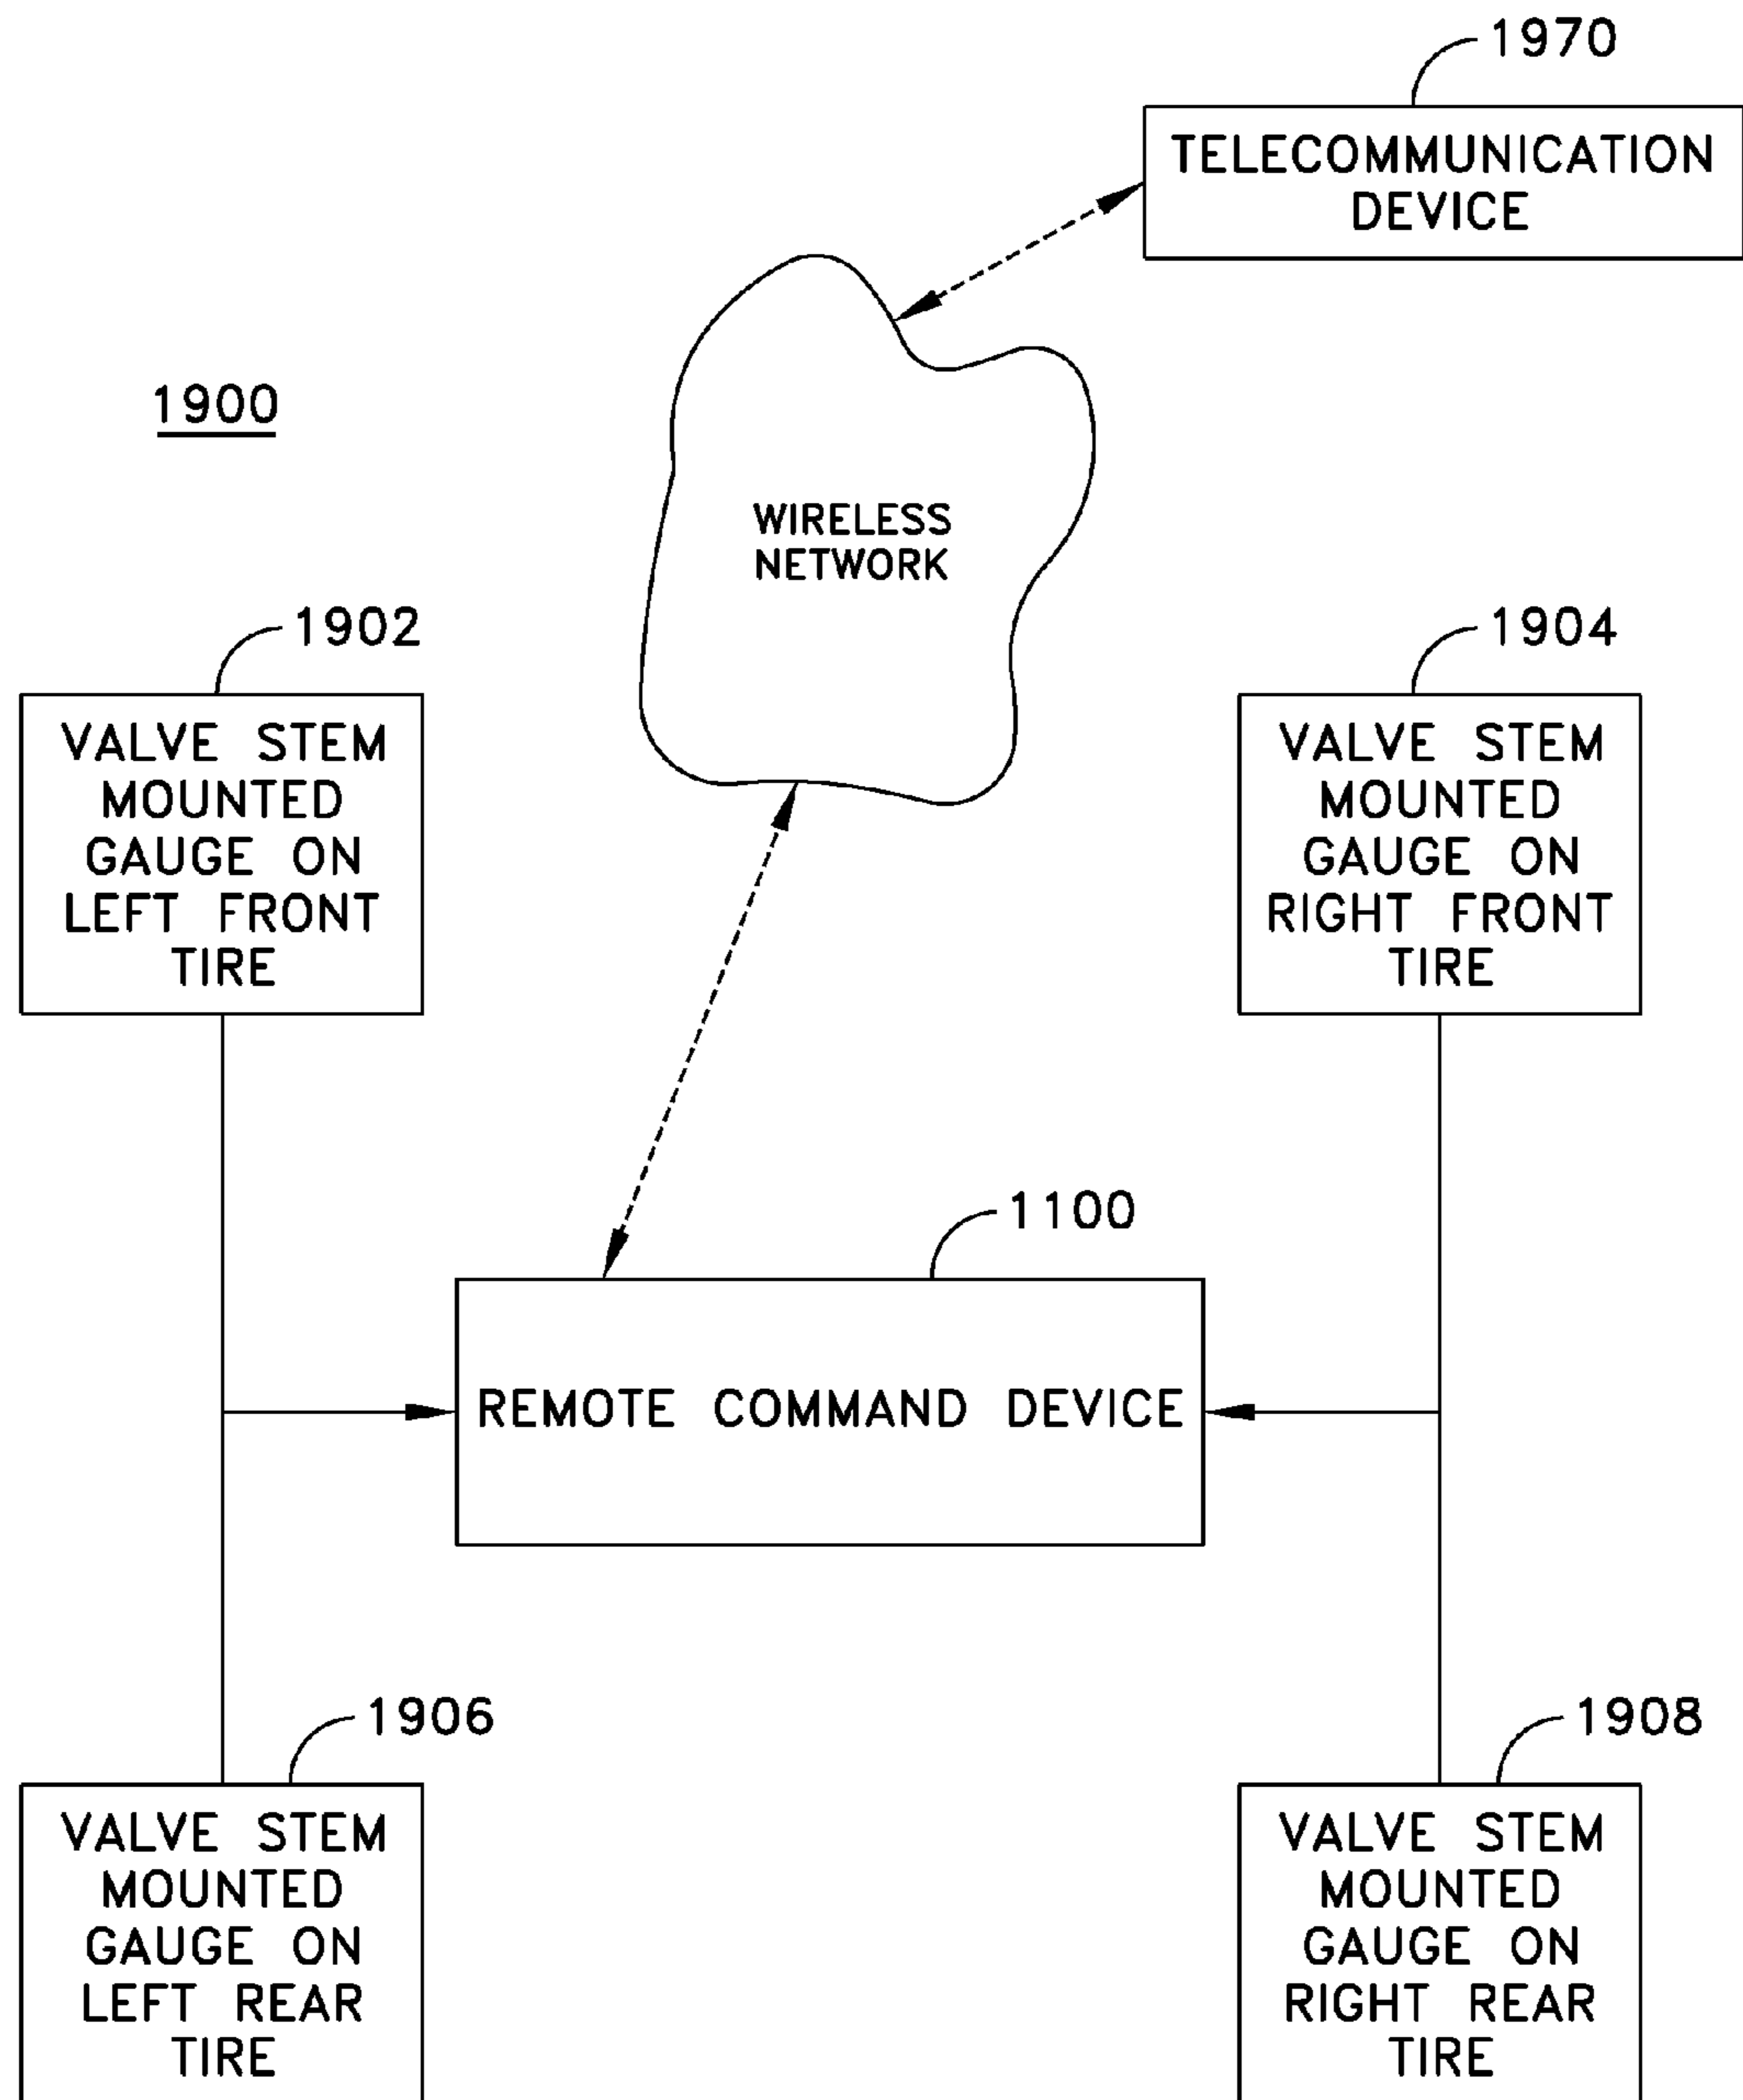 1970
TELECOMMUNICATION
DEVICE
1900
WIRELESS
NETWORK
1902
VALVE STEM
MOUNTED
GAUGE ON
LEFT FRONT
TIRE
1904
VALVE STEM
MOUNTED
GAUGE ON
RIGHT FRONT
TIRE
1100
REMOTE COMMAND DEVICE
1906
VALVE STEM
MOUNTED
GAUGE ON
LEFT REAR
TIRE
1908
VALVE STEM
MOUNTED
GAUGE ON
RIGHT REAR
TIRE